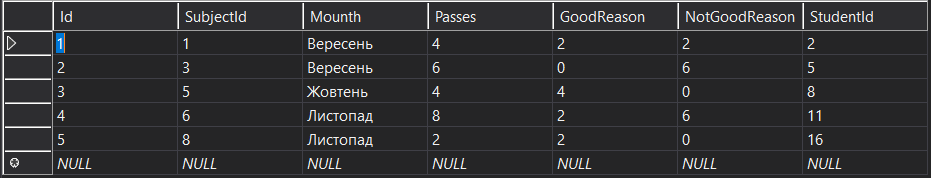 Id SubjectId Mounth Passes GoodReason NotGoodReason StudentId
1 1 Вересень 4 2 2 2
2 3 Вересень 6 0 6 5
3 5 Жовтень 4 4 0 8
4 6 Листопад 8 2 6 11
5 8 Листопад 2 2 0 16
NULL NULL NULL NULL NULL NULL NULL